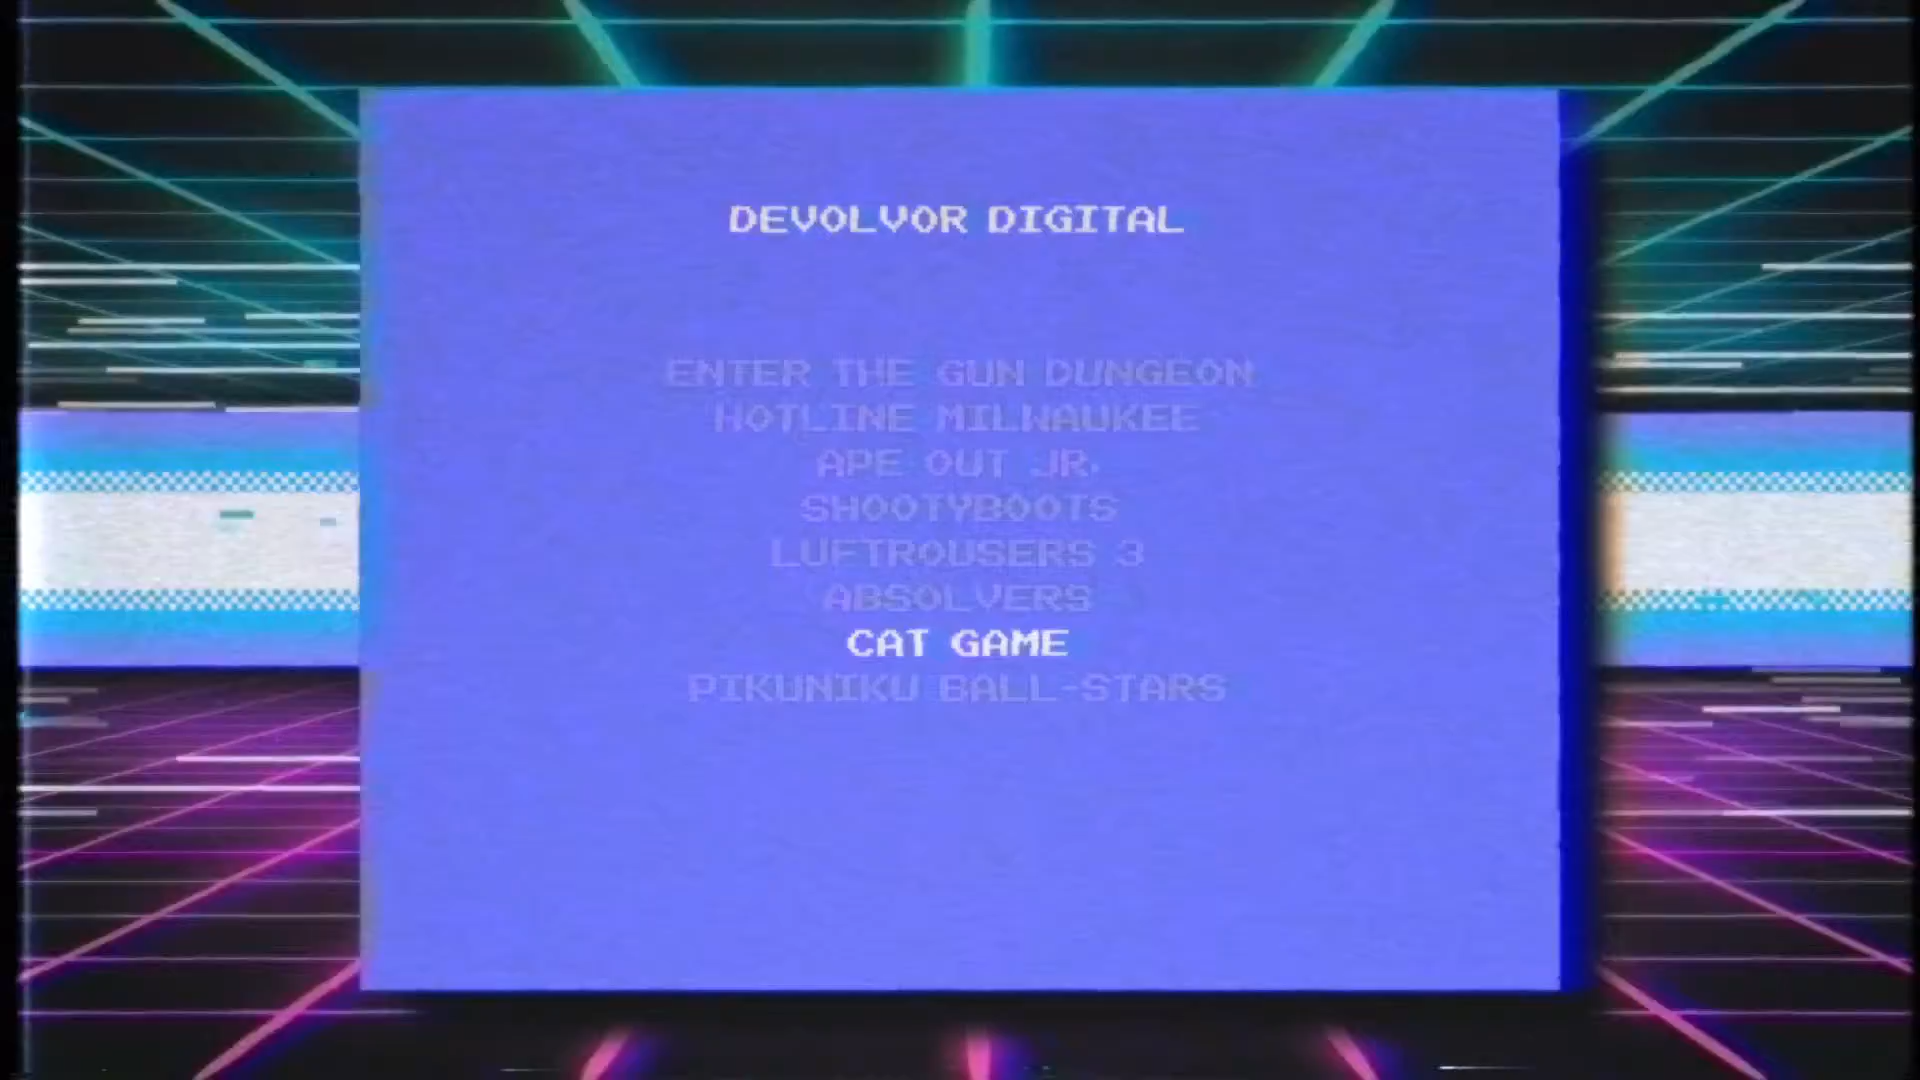 DEVOLVOR DIGITAL
ENTER THE GUN DUNGEON
HOTLINE MILWAUKEE
APE OUT JR.
SHOOTYBOOTS
LUFTROUSERS 3
ABSOLVERS
CAT GAME
PIKUNIKU BALL-STARS